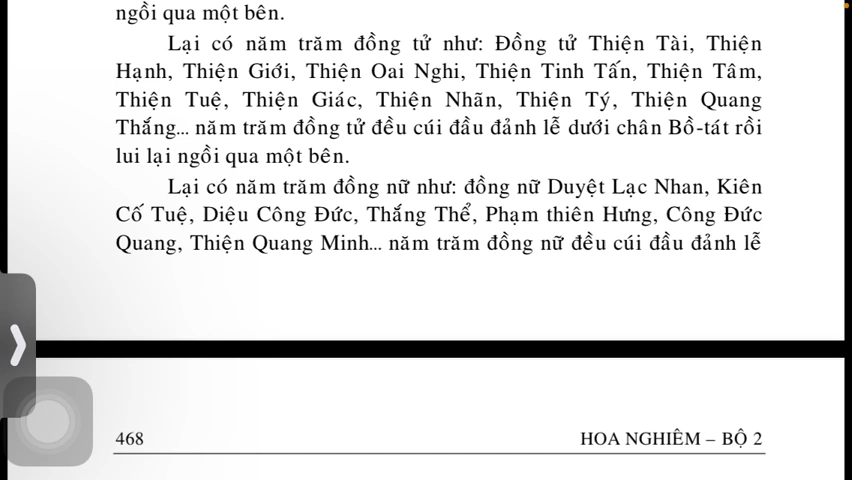 ngồi qua một bên.
Lại có năm trăm đồng tử như: Đồng tử Thiện Tài, Thiện
Hạnh, Thiện Giới, Thiện Oai Nghi, Thiện Tinh Tấn, Thiện Tâm,
Thiện Tuệ, Thiện Giác, Thiện Nhãn, Thiện Tý, Thiện Quang
Thắng... năm trăm đồng tử đều cúi đầu đảnh lễ dưới chân Bồ-tát rồi
lui lại ngồi qua một bên.
Lại có năm trăm đồng nữ như: đồng nữ Duyệt Lạc Nhan, Kiên
Cố Tuệ, Diệu Công Đức, Thắng Thể, Phạm thiên Hưng, Công Đức
Quang, Thiện Quang Minh... năm trăm đồng nữ đều cúi đầu đảnh lễ
468 HOA NGHIÊM – BỘ 2